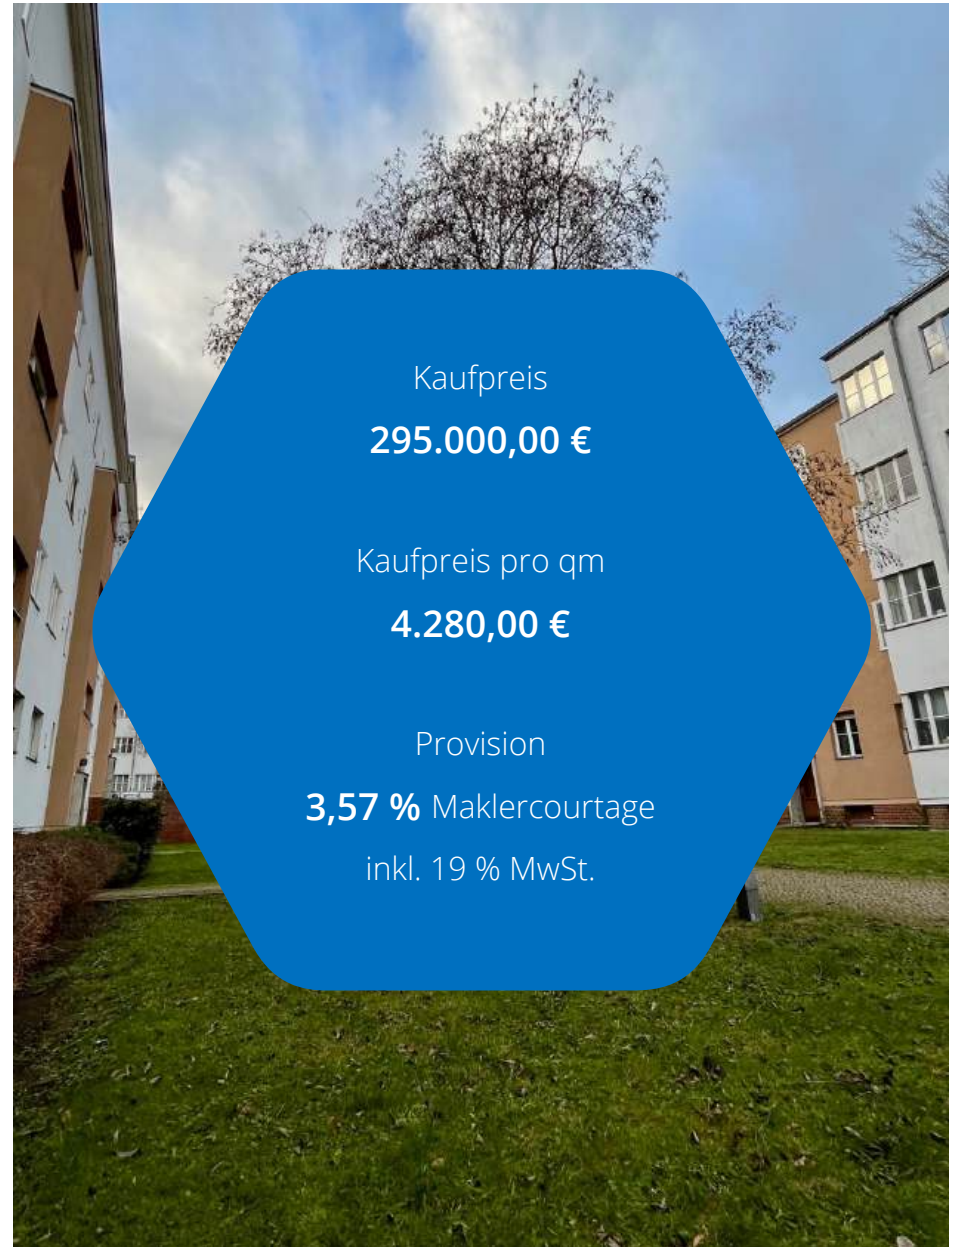 Kaufpreis
295.000,00 €
Kaufpreis pro qm
4.280,00 €
Provision
3,57 % Maklercourtage
inkl. 19 % MwSt.